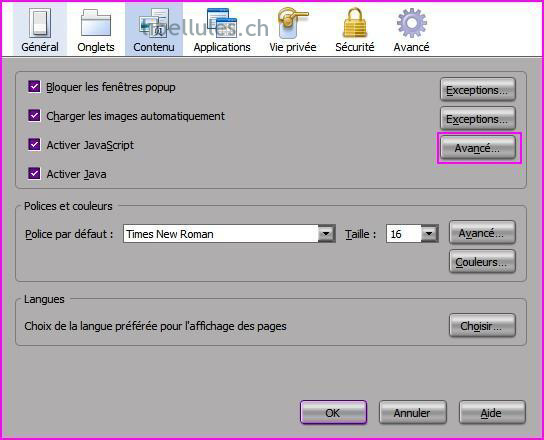 libellules.ch
Général Onglets Contenu Applications Vie privée Sécurité Avancé
Bloquer les fenêtres popup Exceptions...
Charger les images automatiquement Exceptions...
Activer JavaScript Avancé...
Activer Java
Polices et couleurs
Police par défaut : Times New Roman Taille : 16 Avancé...
Couleurs...
Langues
Choix de la langue préférée pour l'affichage des pages Choisir...
OK Annuler Aide